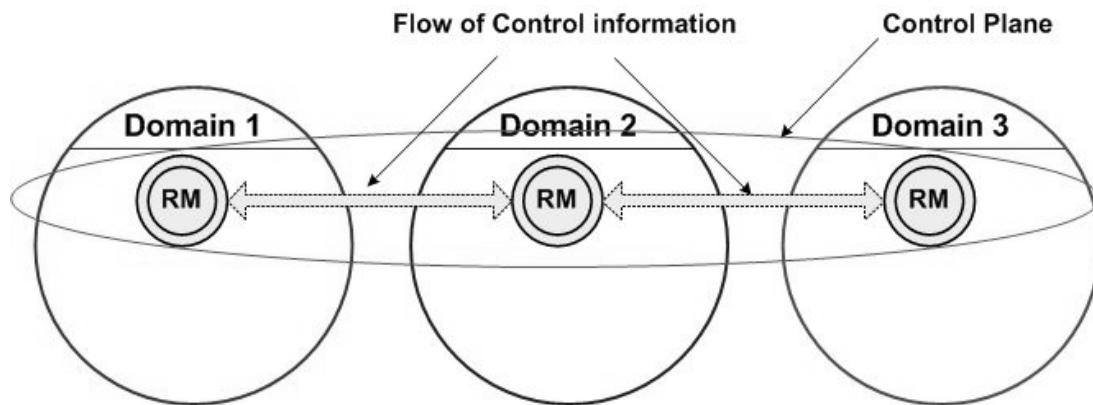 Flow of Control information
Control Plane
Domain 1
Domain 2
Domain 3
RM
RM
RM